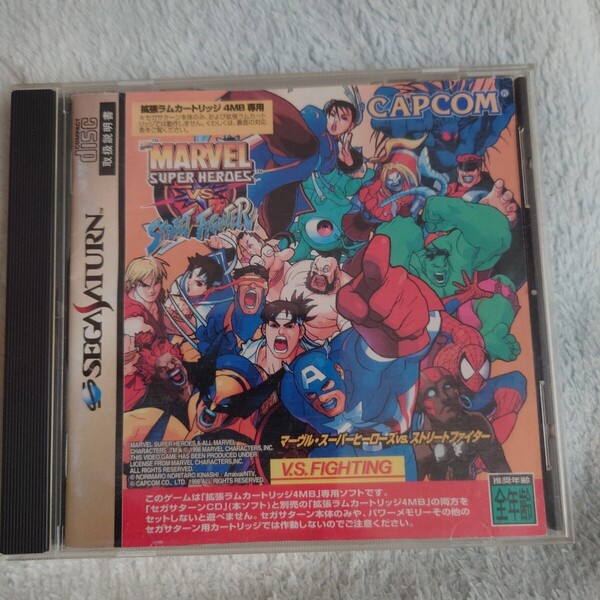 COMPACT
disc
取扱説明書
SEGA SATURN™
拡張ラムカートリッジ 4MB 専用
CAPCOM®
MARVEL
SUPER HEROES
VS
STREET FIGHTER
マーヴル・スーパーヒーローズvs.ストリートファイター
MARVEL SUPER HEROES & ALL MARVEL
CHARACTERS: TM & © 1998 MARVEL CHARACTERS, INC.
THIS VIDEO GAME HAS BEEN PRODUCED UNDER
LICENSE FROM MARVEL CHARACTERS,INC.
ALL RIGHTS RESERVED.
© NORIMARO: NORITAKE KINASHI・
© CAPCOM CO., LTD. 1998 ALL RIGHTS RESERVED.
V.S.FIGHTING
このゲームは「拡張ラムカートリッジ4MB」専用ソフトです。
「セガサターンCD」(本ソフト)と別売の「拡張ラムカートリッジ4MB」の両方を
セットしないと遊べません。セガサターン本体のみや、パワーメモリーその他の
セガサターン用カートリッジでは作動しないのでご注意ください。
推奨年齢
全年齢